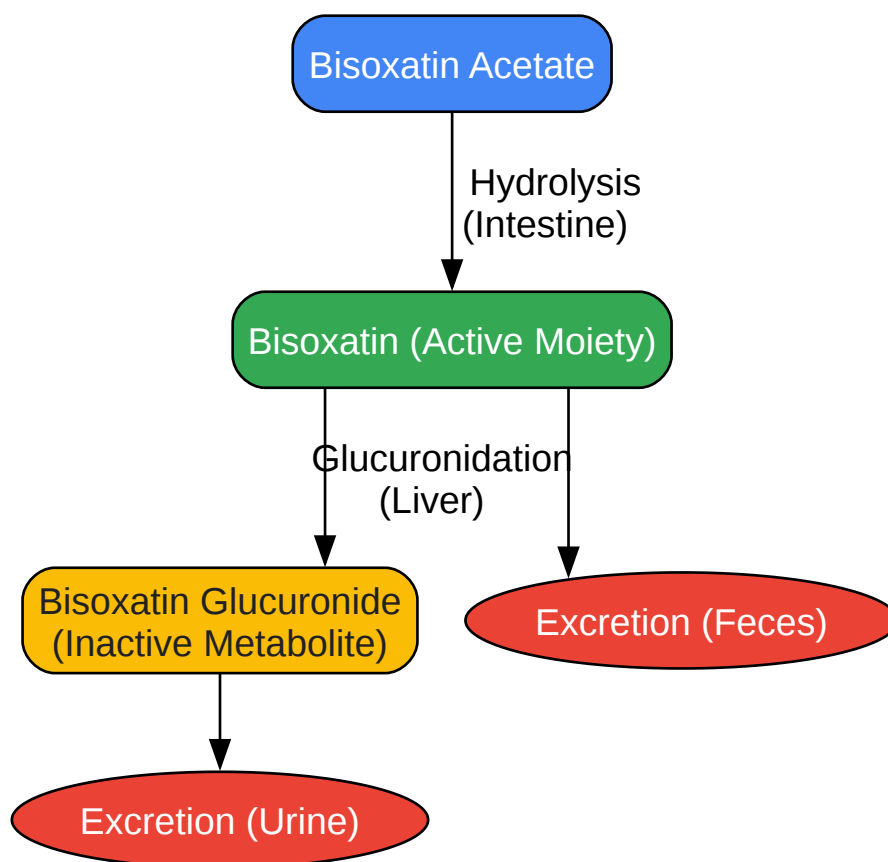 Bisoxatin Acetate
Hydrolysis
(Intestine)
Bisoxatin (Active Moiety)
Glucuronidation
(Liver)
Bisoxatin Glucuronide
(Inactive Metabolite)
Excretion (Feces)
Excretion (Urine)